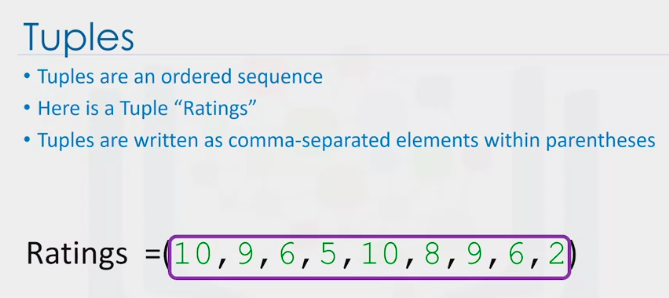 Tuples
• Tuples are an ordered sequence
• Here is a Tuple “Ratings”
• Tuples are written as comma-separated elements within parentheses
Ratings =(10,9,6,5,10,8,9,6,2)